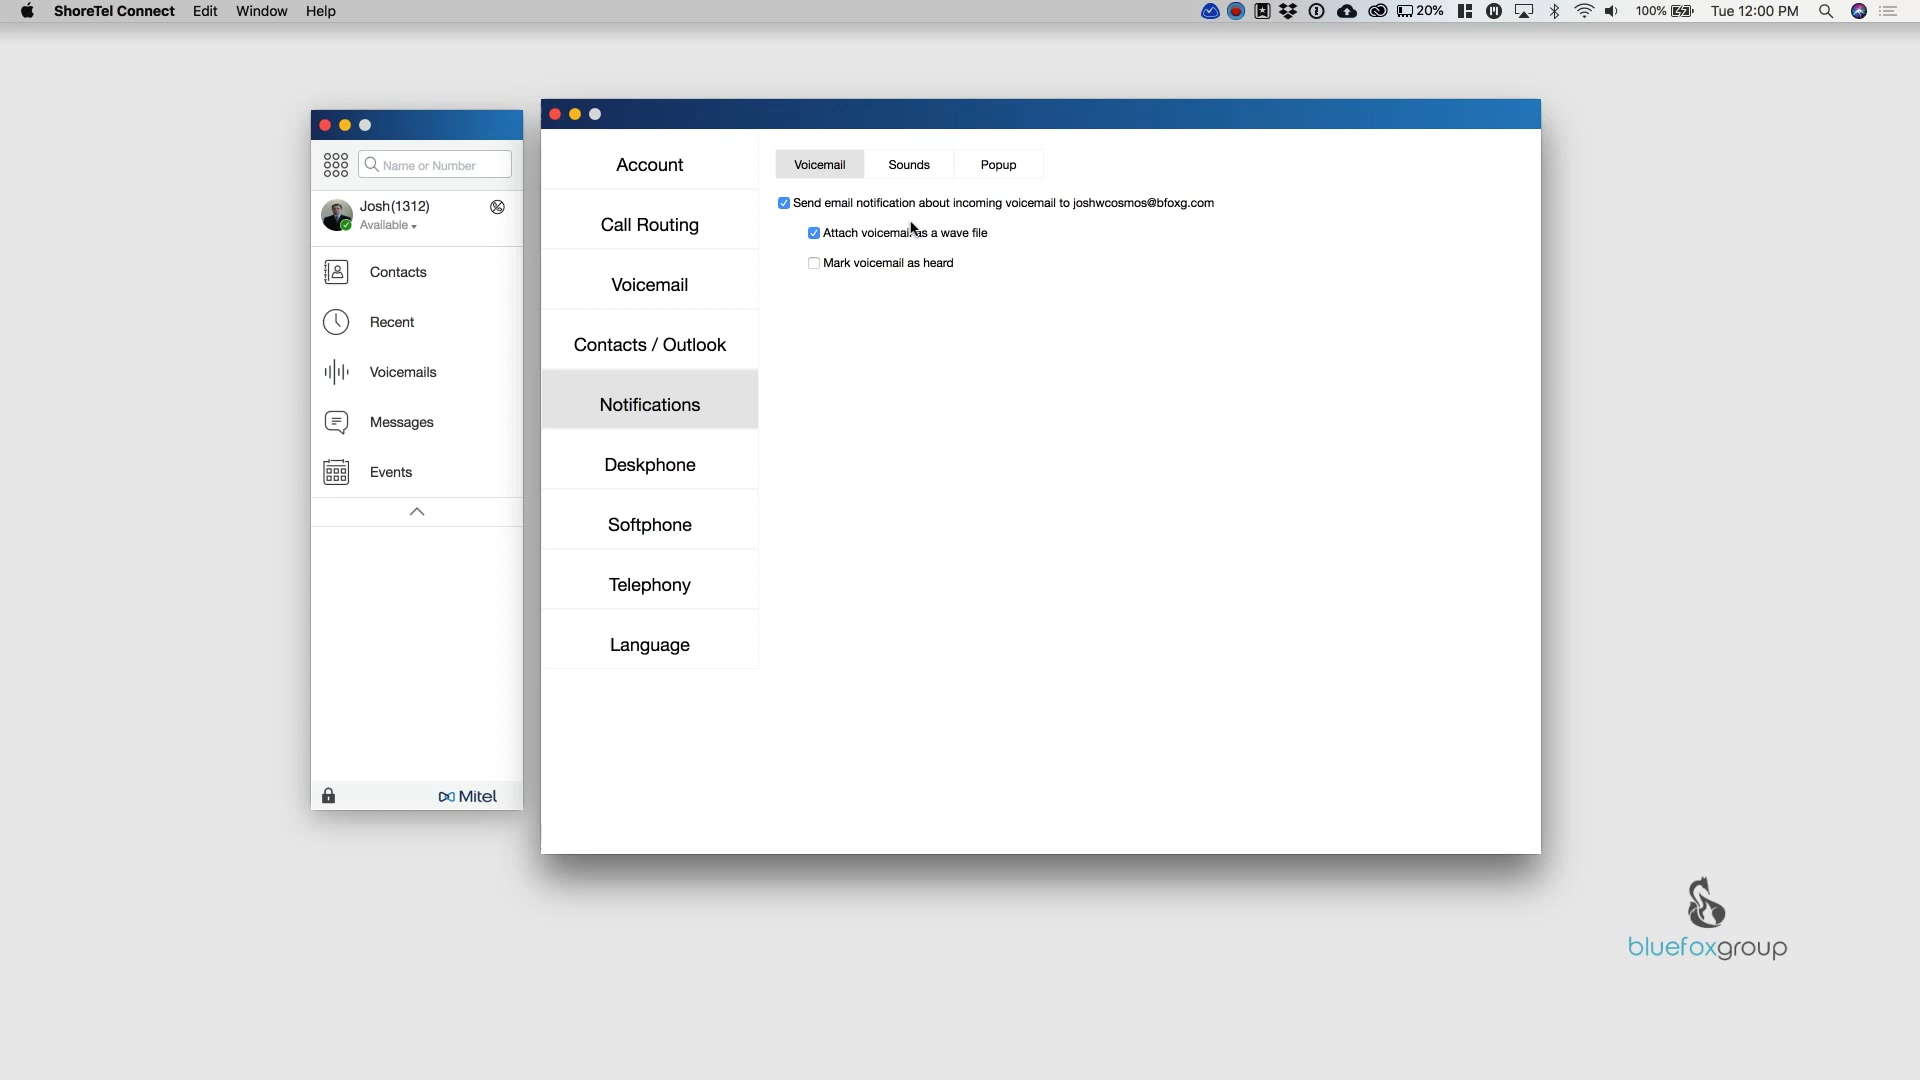 ShoreTel Connect Edit Window Help
20% 100% Tue 12:00 PM
Name or Number
Josh(1312)
Available
Contacts
Recent
Voicemails
Messages
Events
Mitel
Account
Call Routing
Voicemail
Contacts / Outlook
Notifications
Deskphone
Softphone
Telephony
Language
Voicemail Sounds Popup
Send email notification about incoming voicemail to joshwcosmos@bfoxg.com
Attach voicemail as a wave file
Mark voicemail as heard
bluefoxgroup